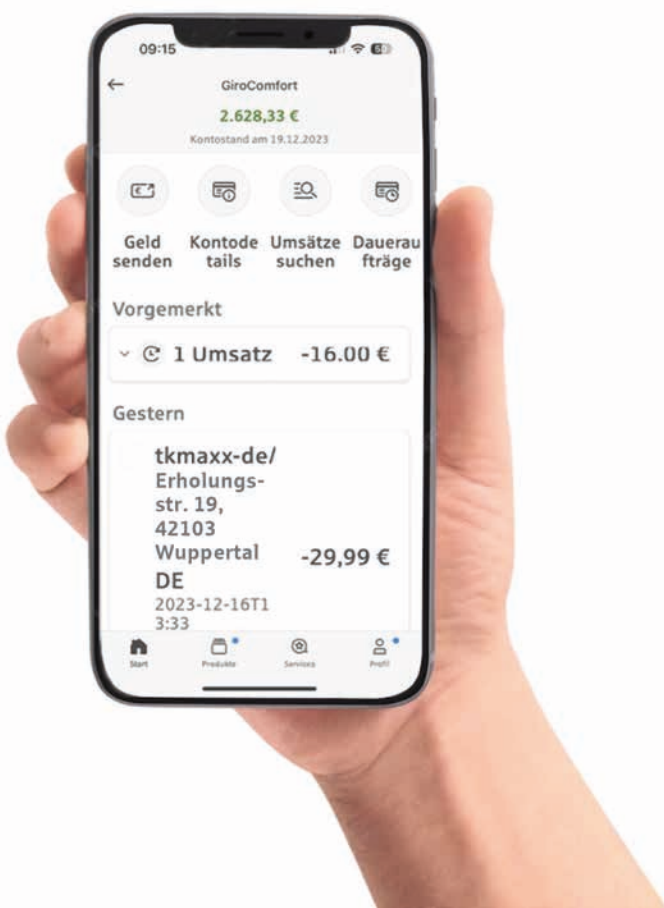 09:15
GiroComfort
2.628,33 €
Kontostand am 19.12.2023
Geld senden
Kontode tails
Umsätze suchen
Dauerau fträge
Vorgemerkt
1 Umsatz -16.00 €
Gestern
tkmaxx-de/
Erholungs-
str. 19,
42103
Wuppertal
-29,99 €
DE
2023-12-16T1
3:33
Start Produkte Services Profil